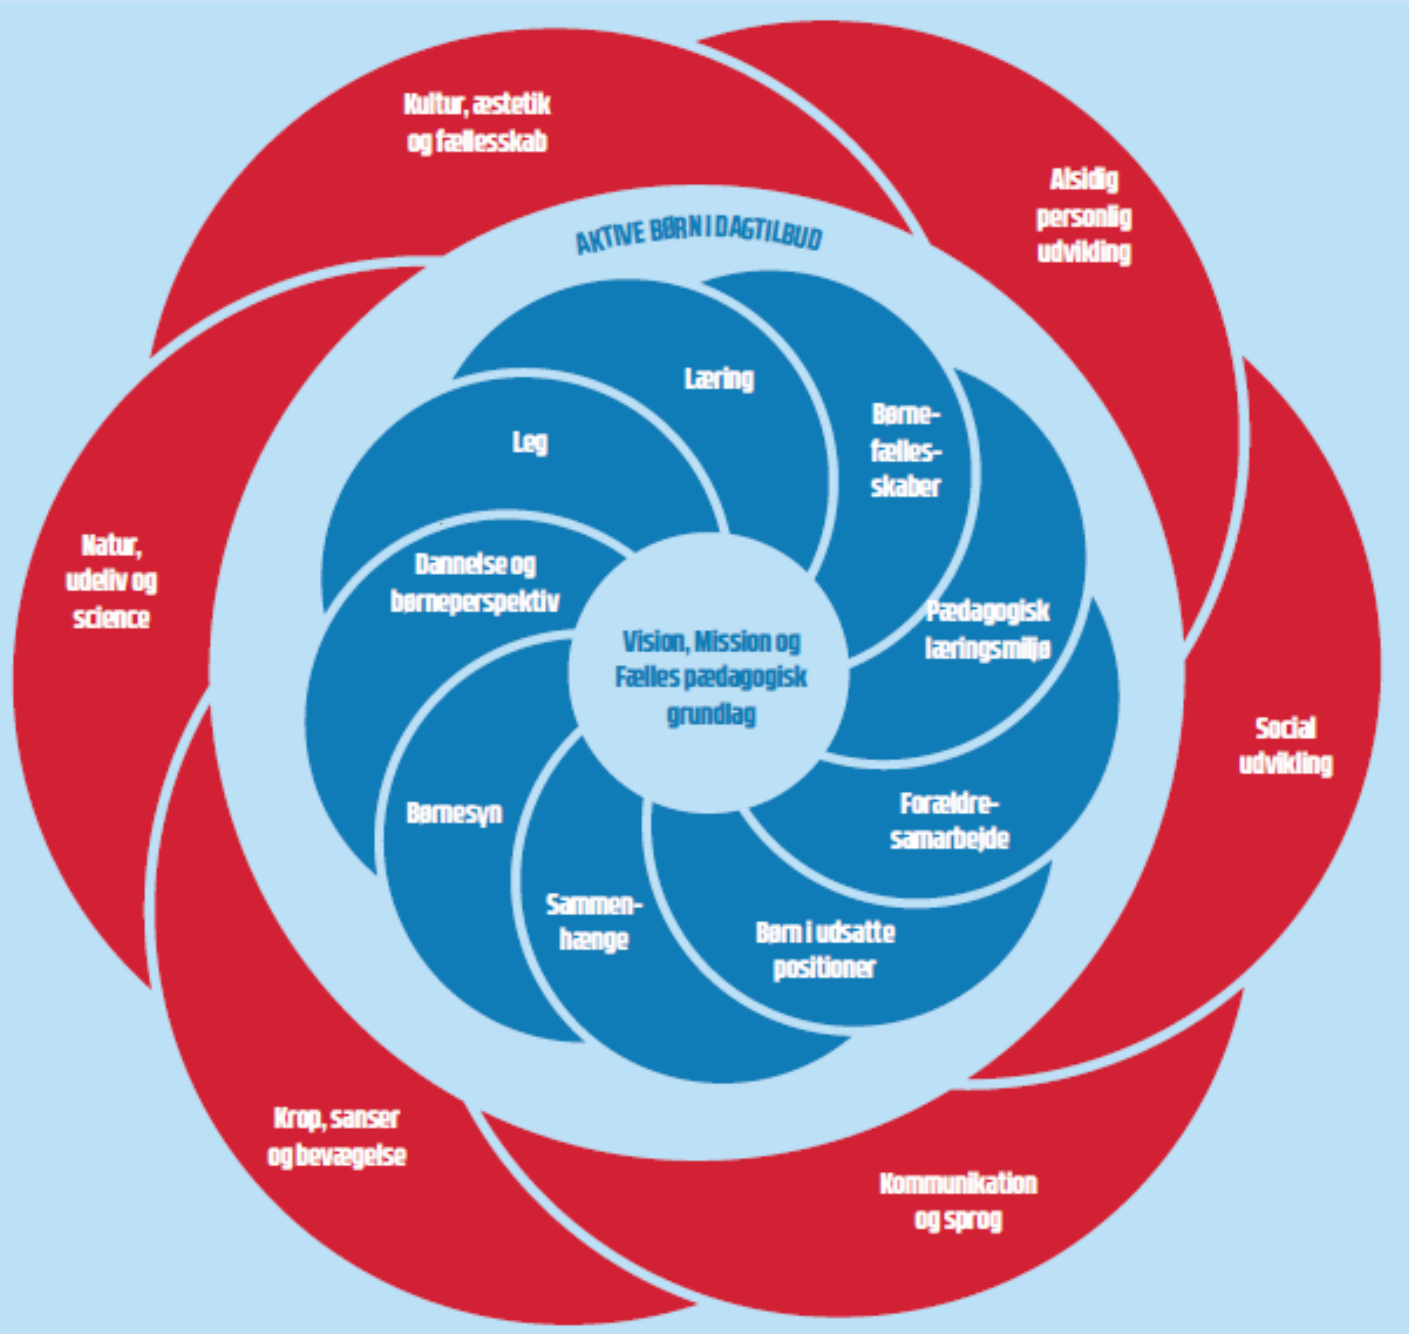 Kultur, æstetik
og fællesskab
Alsidig
personlig
udvikling
AKTIVE BØRN I DAGTILBUD
Læring
Børne-
fælles-
skaber
Leg
Natur,
udeliv og
science
Dannelse og
børneperspektiv
Pædagogisk
læringsmiljø
Vision, Mission og
Fælles pædagogisk
grundlag
Social
udvikling
Børnesyn
Forældre-
samarbejde
Sammen-
hænge
Børn i udsatte
positioner
Krop, sanser
og bevægelse
Kommunikation
og sprog